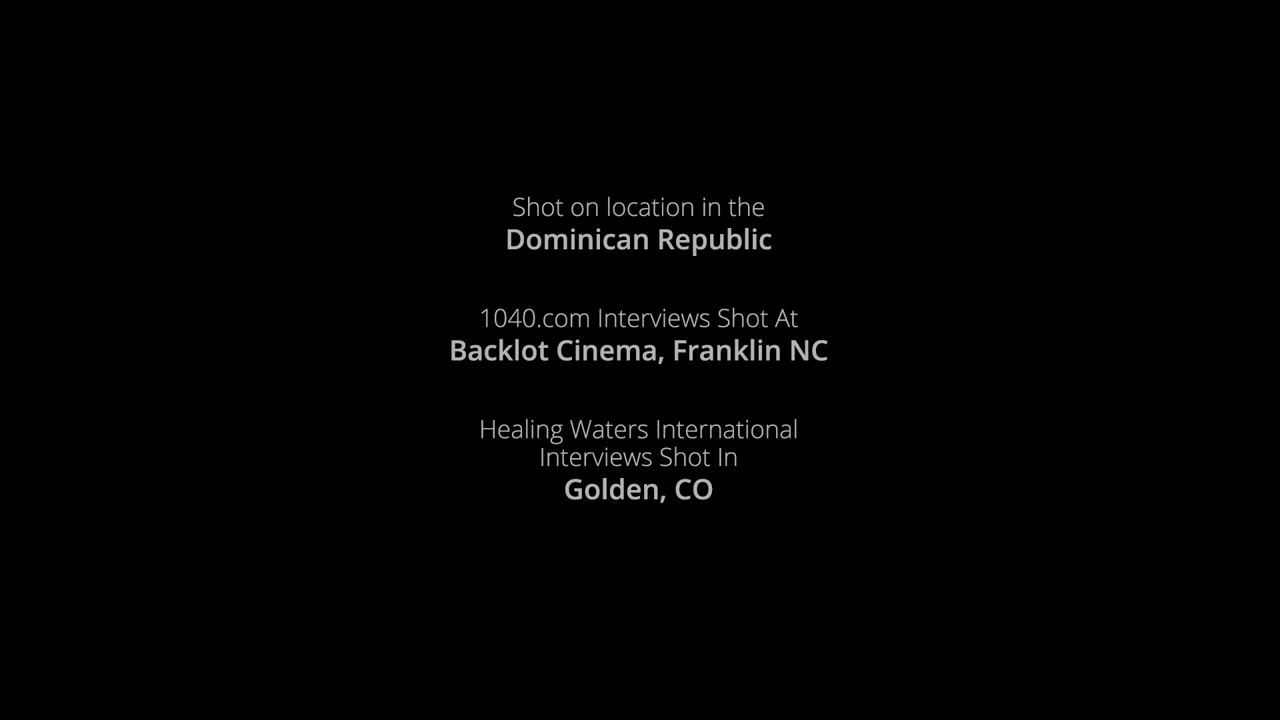 Shot on location in the
Dominican Republic
1040.com Interviews Shot At
Backlot Cinema, Franklin NC
Healing Waters International
Interviews Shot In
Golden, CO